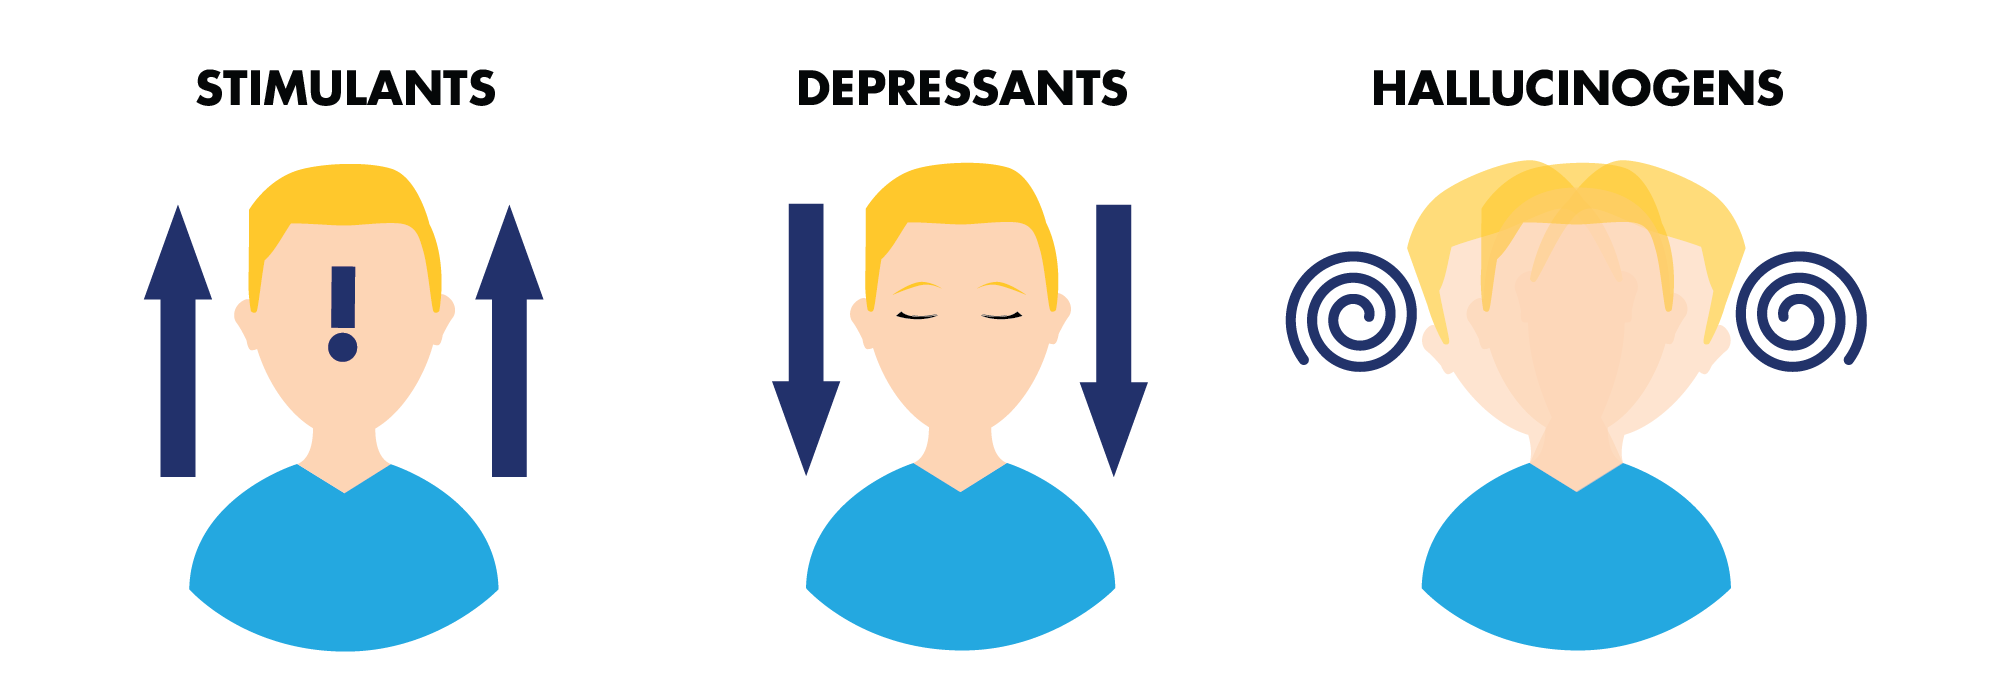 STIMULANTS
DEPRESSANTS
HALLUCINOGENS
!